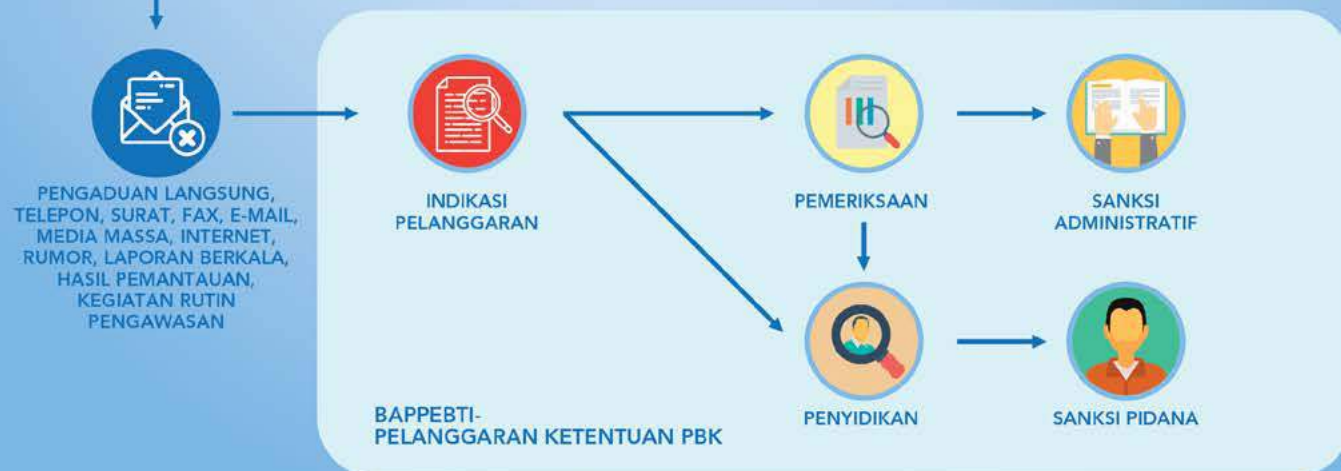 PENGADUAN LANGSUNG,
TELEPON, SURAT, FAX, E-MAIL,
MEDIA MASSA, INTERNET,
RUMOR, LAPORAN BERKALA,
HASIL PEMANTAUAN,
KEGIATAN RUTIN
PENGAWASAN
INDIKASI
PELANGGARAN
PEMERIKSAAN
SANKSI
ADMINISTRATIF
PENYIDIKAN
SANKSI PIDANA
BAPPEBTI-
PELANGGARAN KETENTUAN PBK